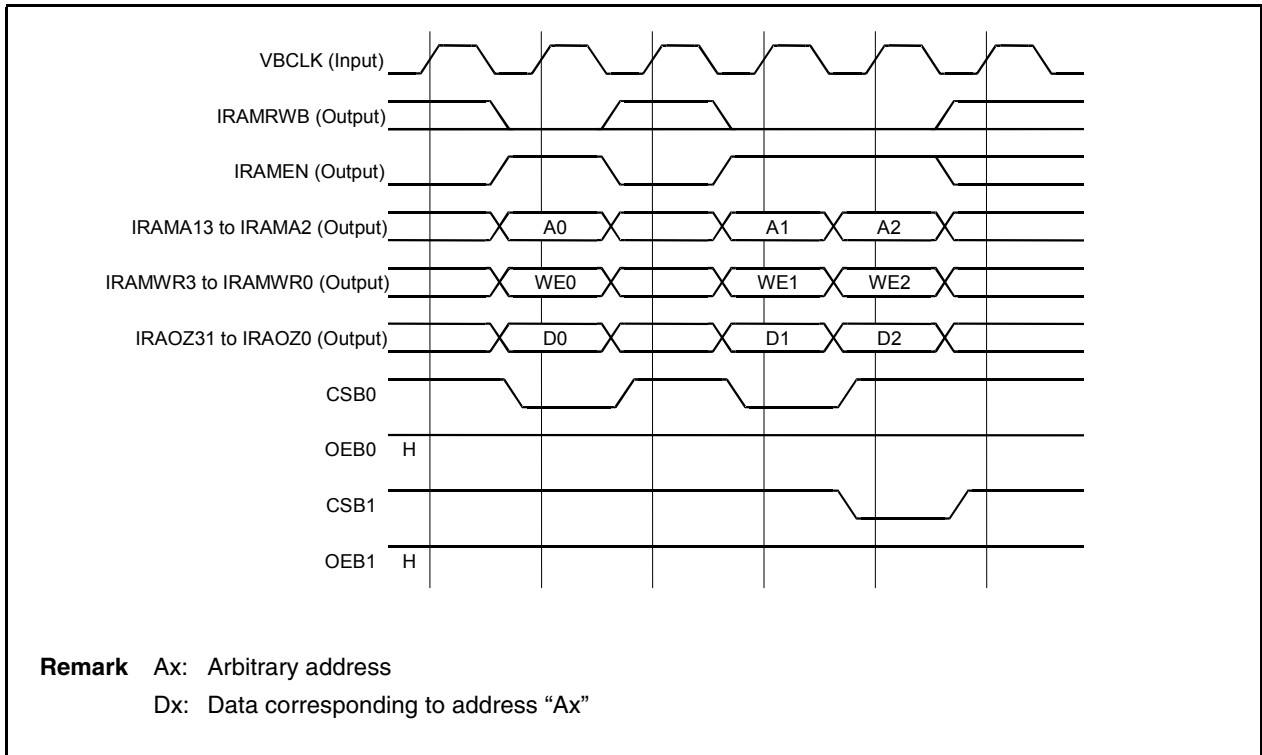 VBCLK (Input)
IRAMRWB (Output)
IRAMEN (Output)
IRAMA13 to IRAMA2 (Output) A0 A1 A2
IRAMWR3 to IRAMWR0 (Output) WE0 WE1 WE2
IRAOZ31 to IRAOZ0 (Output) D0 D1 D2
CSB0
OEB0 H
CSB1
OEB1 H
Remark Ax: Arbitrary address
Dx: Data corresponding to address “Ax”